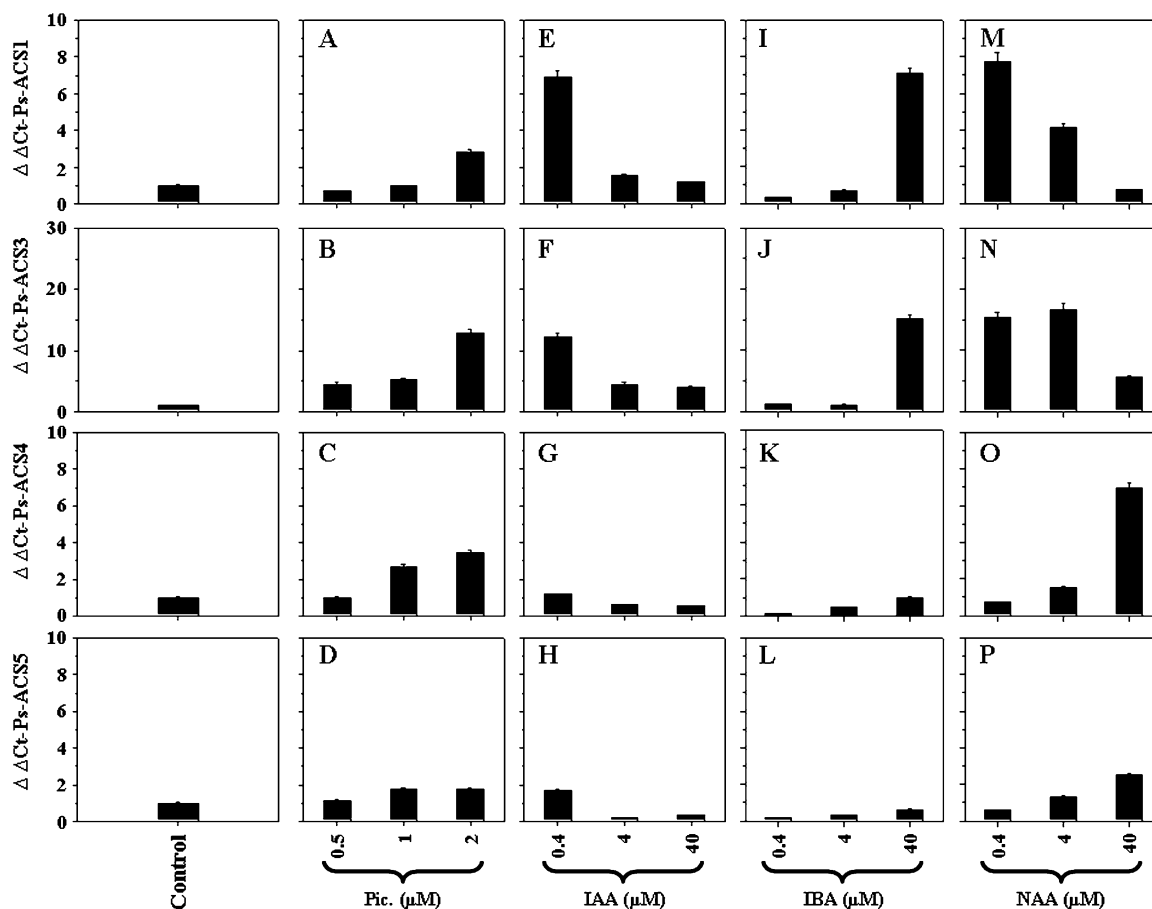 Δ ΔCt-Ps-ACS1
10
8
6
4
2
0
A
E
I
M
Δ ΔCt-Ps-ACS3
30
20
10
0
B
F
J
N
Δ ΔCt-Ps-ACS4
10
8
6
4
2
0
C
G
K
O
Δ ΔCt-Ps-ACS5
10
8
6
4
2
0
D
H
L
P
Control
0.5
1
2
0.4
4
40
0.4
4
40
0.4
4
40
Pic. (µM)
IAA (µM)
IBA (µM)
NAA (µM)